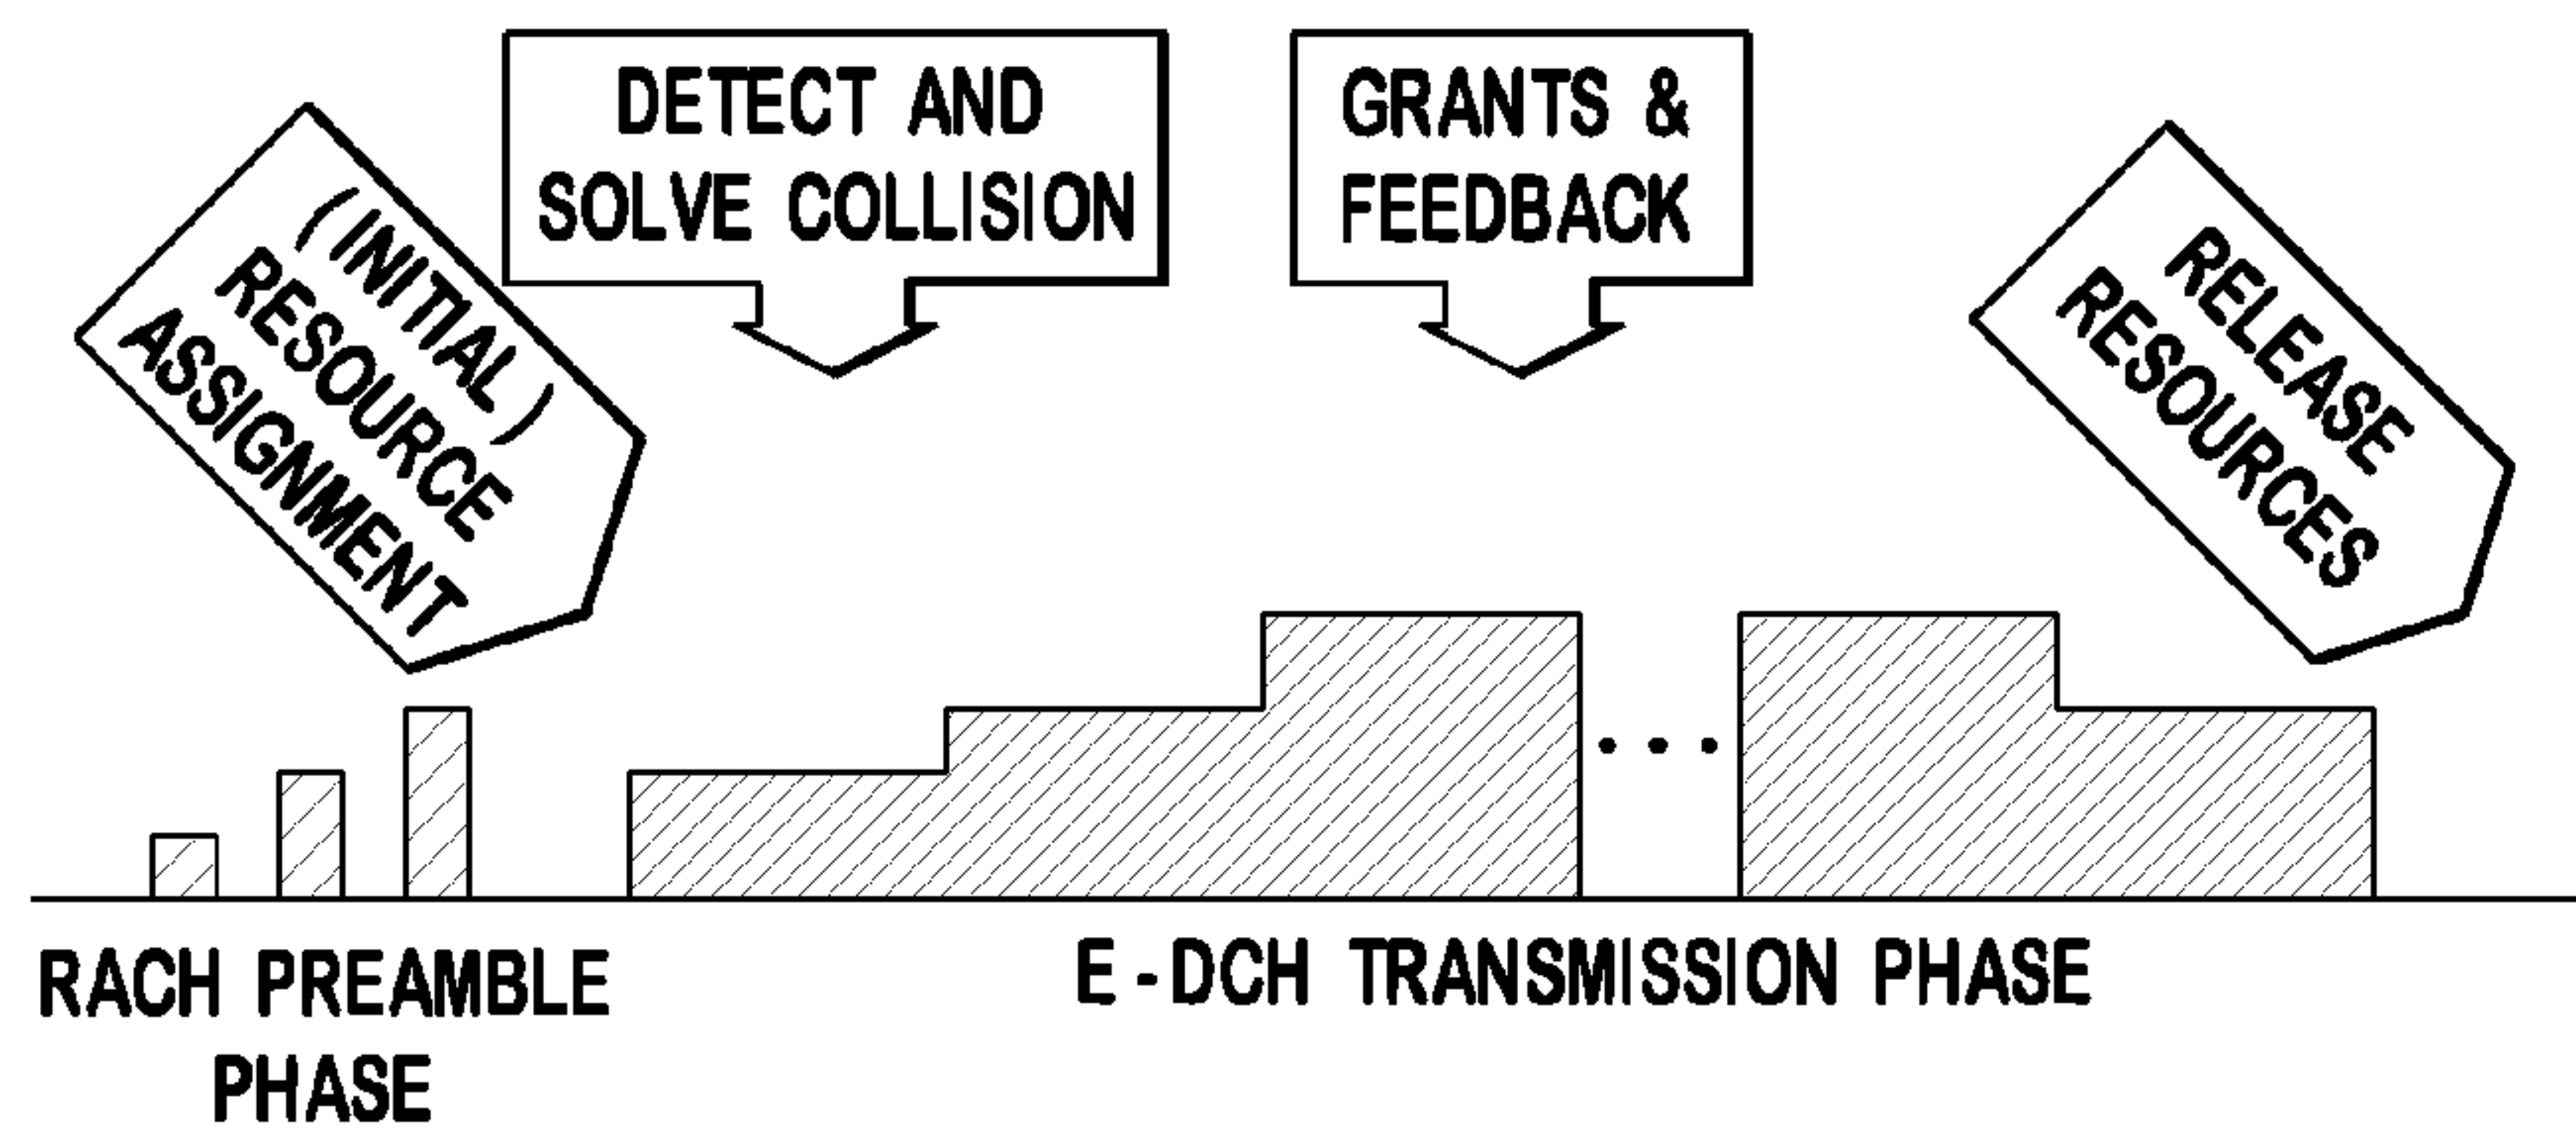 (INITIAL)
RESOURCE
ASSIGNMENT
DETECT AND
SOLVE COLLISION
GRANTS &
FEEDBACK
RELEASE
RESOURCES
RACH PREAMBLE
PHASE
E-DCH TRANSMISSION PHASE